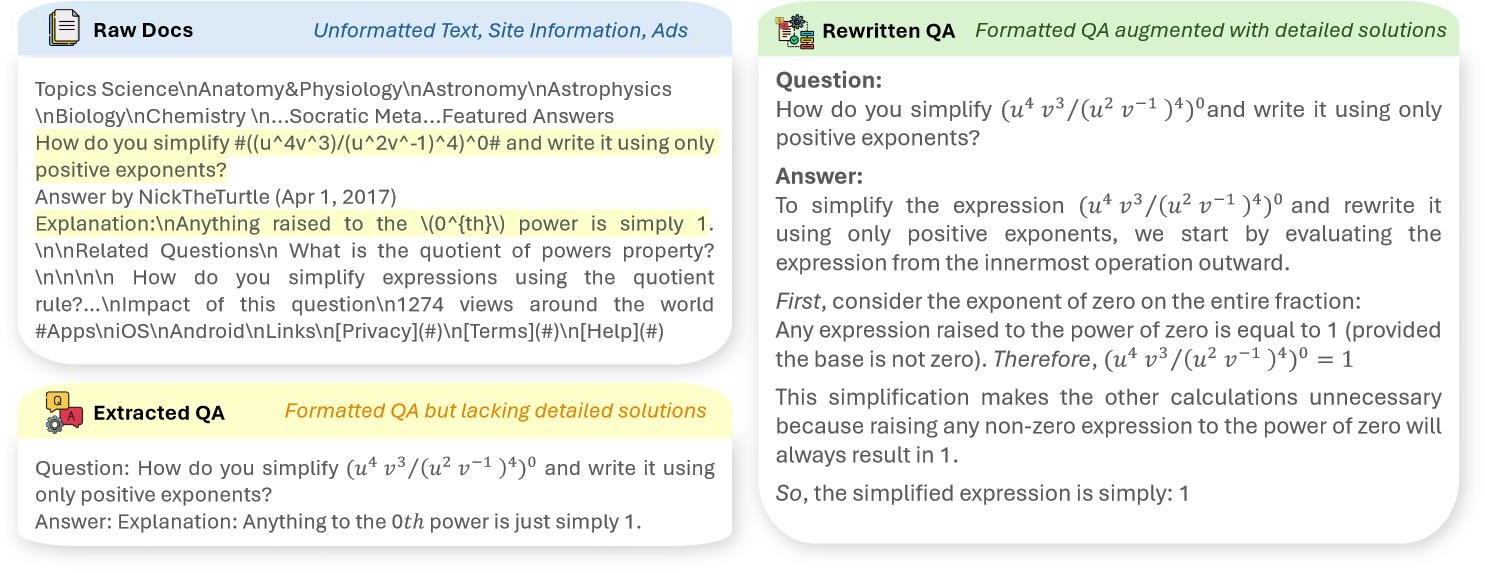 Raw Docs
Unformatted Text, Site Information, Ads
Topics Science\nAnatomy&Physiology\nAstronomy\nAstrophysics
\nBiology\nChemistry \n...Socratic Meta...Featured Answers
How do you simplify #((u^4v^3)/(u^2v^-1)^4)^0# and write it using only
positive exponents?
Answer by NickTheTurtle (Apr 1, 2017)
Explanation:\nAnything raised to the \(0^{th}\) power is simply 1.
\n\nRelated Questions\n What is the quotient of powers property?
\n\n\n\n How do you simplify expressions using the quotient
rule?...\nImpact of this question\n1274 views around the world
#Apps\niOS\nAndroid\nLinks\n[Privacy](#)\n[Terms](#)\n[Help](#)
Q
A
Extracted QA
Formatted QA but lacking detailed solutions
Question: How do you simplify (u⁴ v³/(u² v⁻¹ )⁴)⁰ and write it using
only positive exponents?
Answer: Explanation: Anything to the 0th power is just simply 1.
Rewritten QA
Formatted QA augmented with detailed solutions
Question:
How do you simplify (u⁴ v³/(u² v⁻¹ )⁴)⁰and write it using only
positive exponents?
Answer:
To simplify the expression (u⁴ v³/(u² v⁻¹ )⁴)⁰ and rewrite it
using only positive exponents, we start by evaluating the
expression from the innermost operation outward.
First, consider the exponent of zero on the entire fraction:
Any expression raised to the power of zero is equal to 1 (provided
the base is not zero). Therefore, (u⁴ v³/(u² v⁻¹ )⁴)⁰ = 1
This simplification makes the other calculations unnecessary
because raising any non-zero expression to the power of zero will
always result in 1.
So, the simplified expression is simply: 1